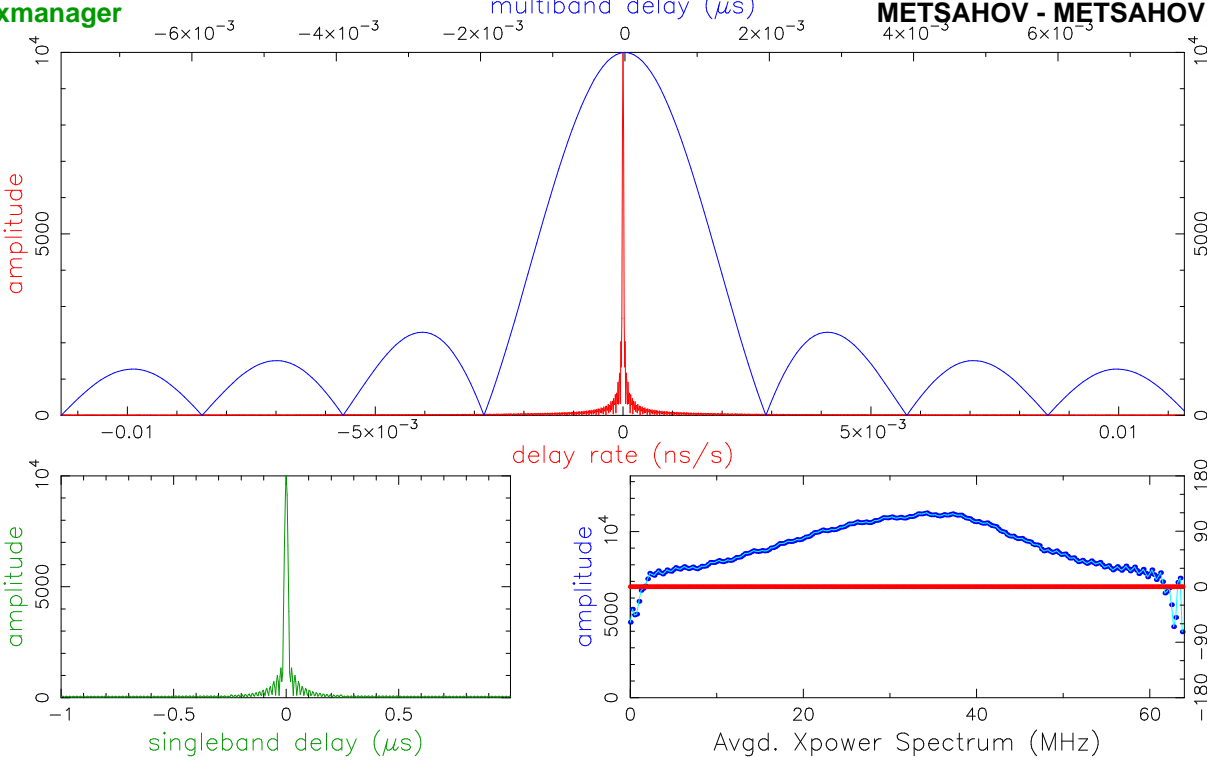 xmanager
multiband delay (μs)
METSAHOV - METSAHOV
−6×10⁻³ −4×10⁻³ −2×10⁻³ 0 2×10⁻³ 4×10⁻³ 6×10⁻³
amplitude
0 5000 10⁴
0 5000 10⁴
−0.01 −5×10⁻³ 0 5×10⁻³ 0.01
delay rate (ns/s)
amplitude
0 5000 10⁴
−1 −0.5 0 0.5
singleband delay (μs)
amplitude
0 5000 10⁴
−180 −90 0 90 180
0 20 40 60
Avgd. Xpower Spectrum (MHz)